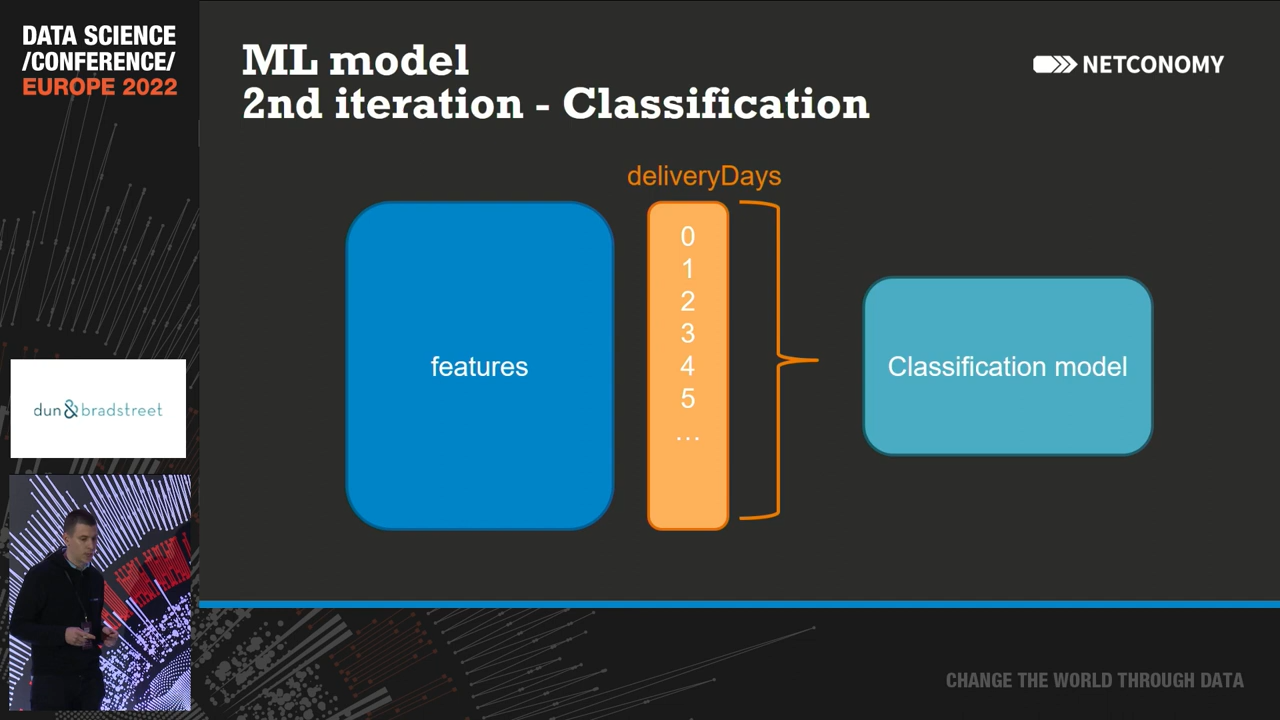 DATA SCIENCE
/CONFERENCE/
EUROPE 2022
ML model
2nd iteration - Classification
NETCONOMY
deliveryDays
features
0
1
2
3
4
5
...
Classification model
dun&bradstreet
CHANGE THE WORLD THROUGH DATA